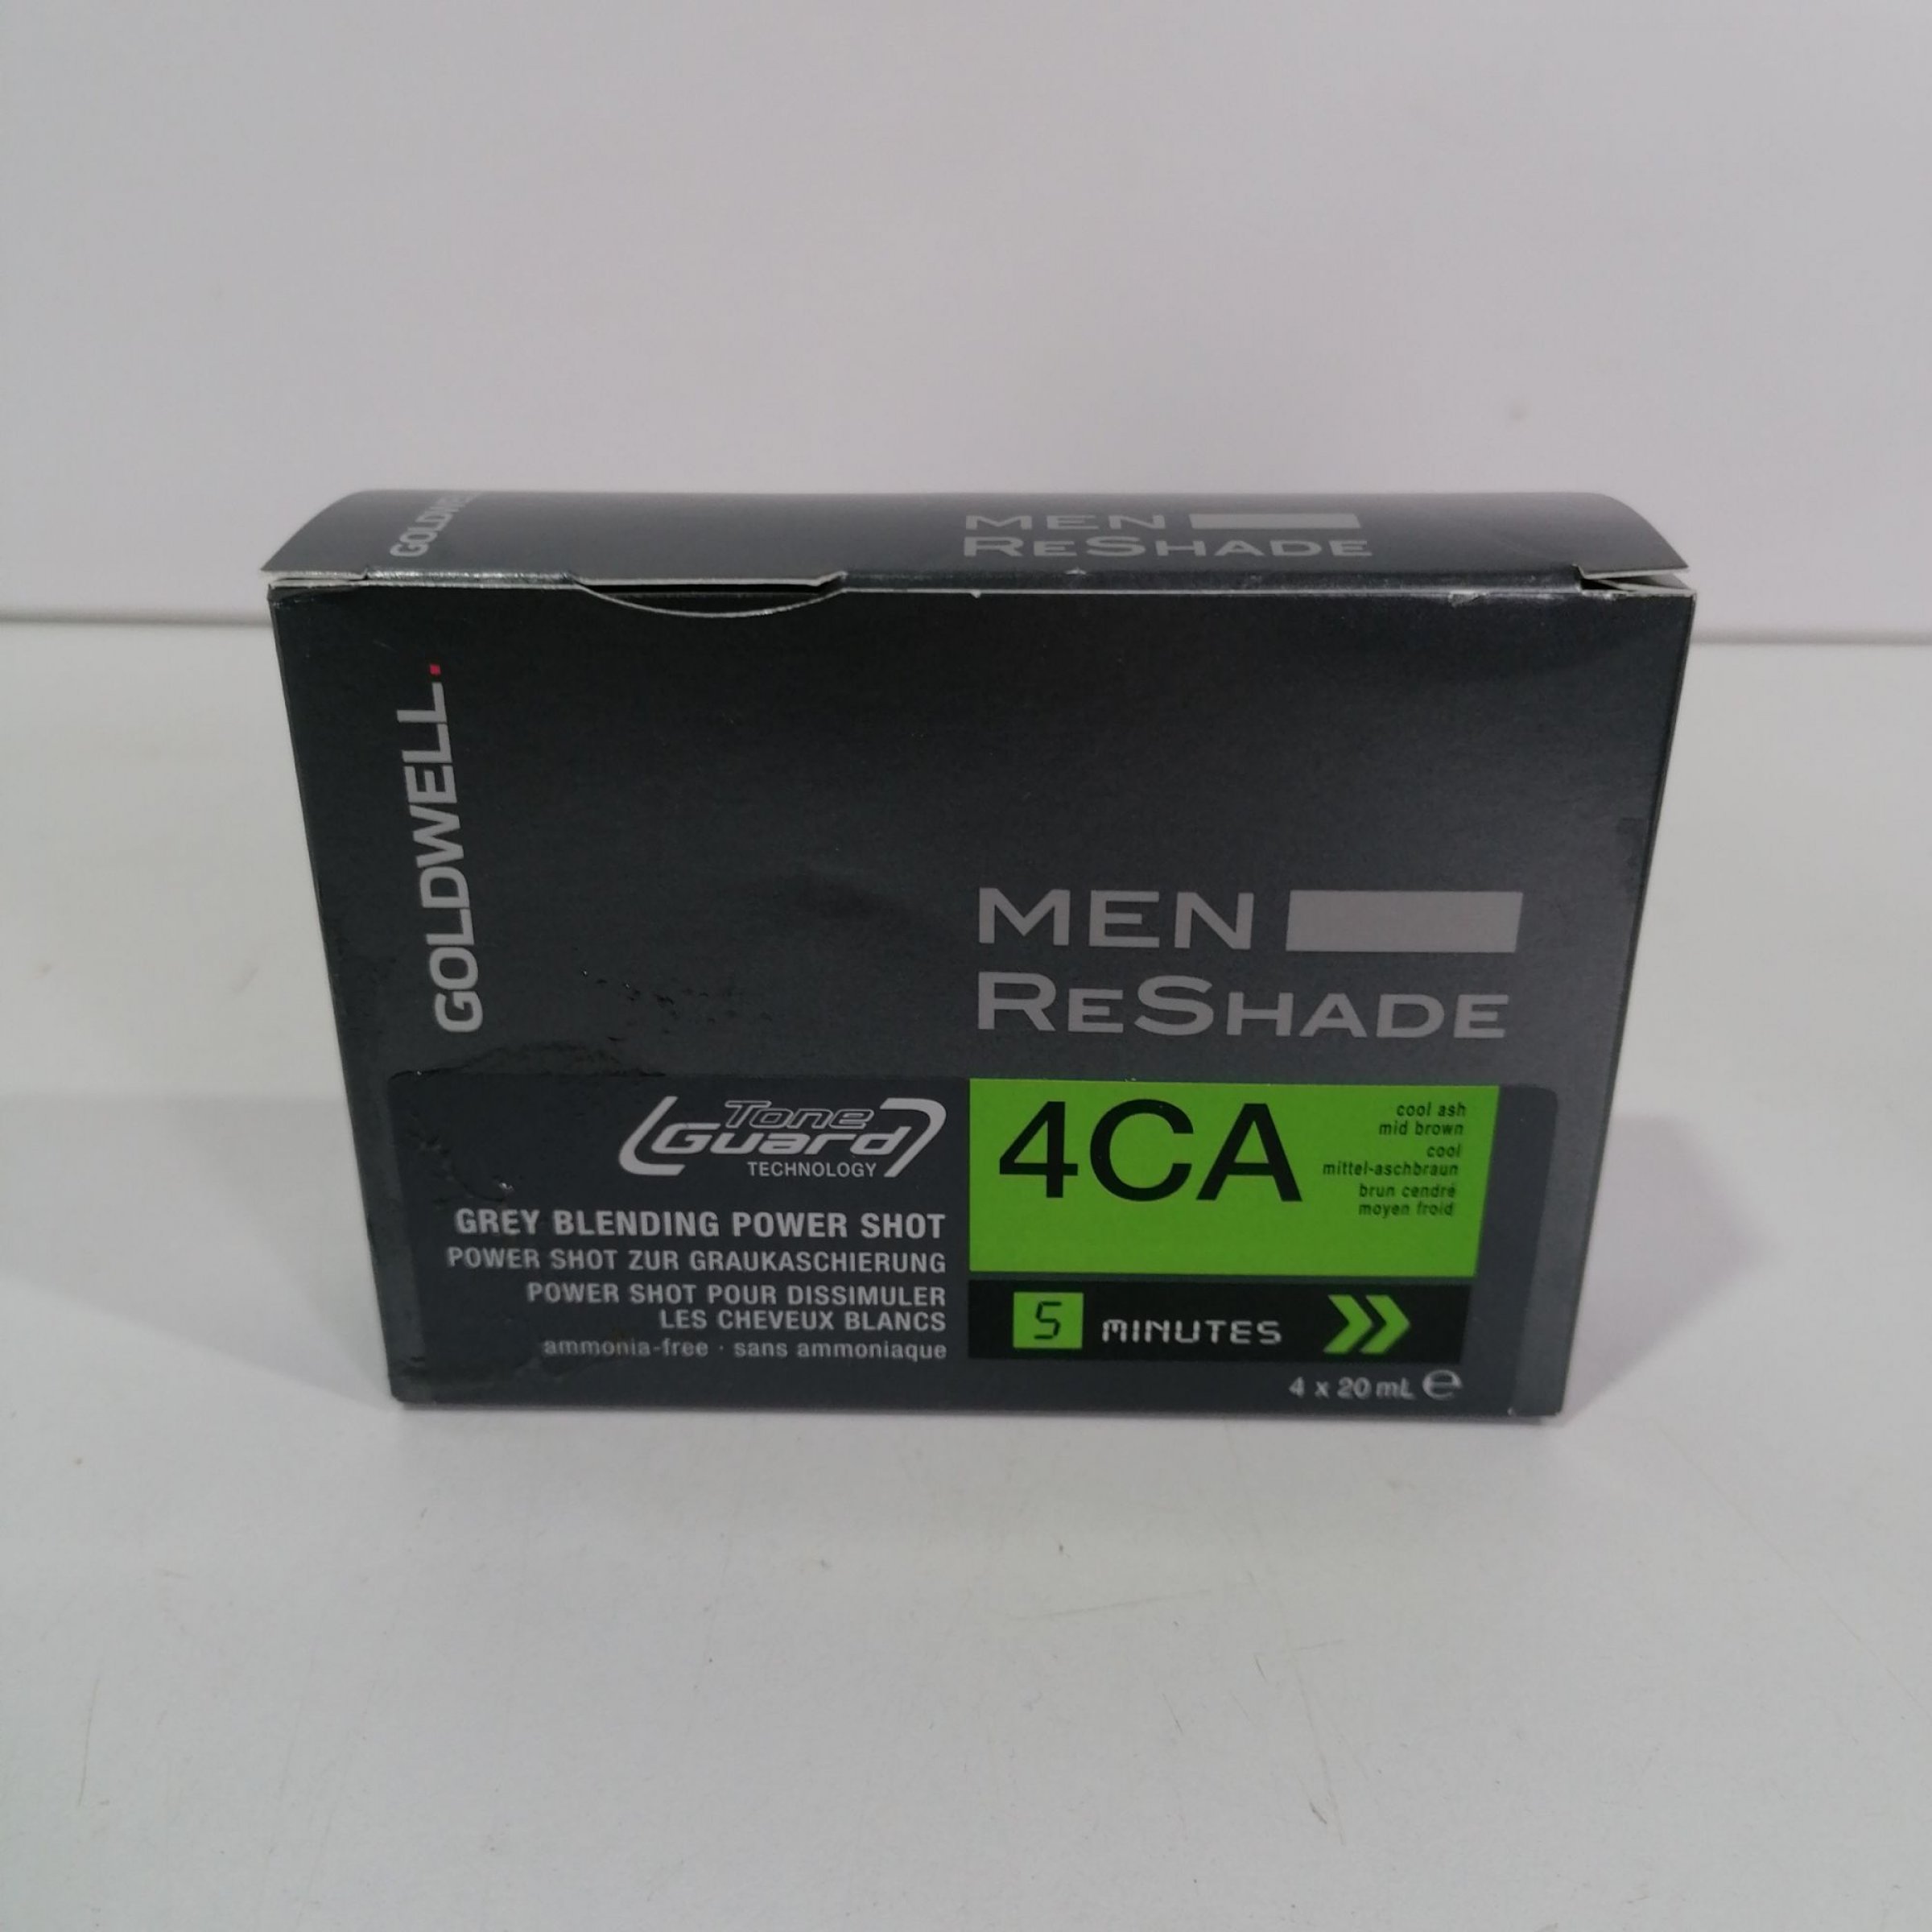 GOLDWELL
MEN
RESHADE
GOLDWELL.
MEN
RESHADE
Tone
Guard
TECHNOLOGY
GREY BLENDING POWER SHOT
POWER SHOT ZUR GRAUKASCHIERUNG
POWER SHOT POUR DISSIMULER
LES CHEVEUX BLANCS
ammonia-free · sans ammoniaque
4CA
cool ash
mid brown
cool
mittel-aschbraun
brun cendré
moyen froid
5 MINUTES
4 x 20 mL ℮